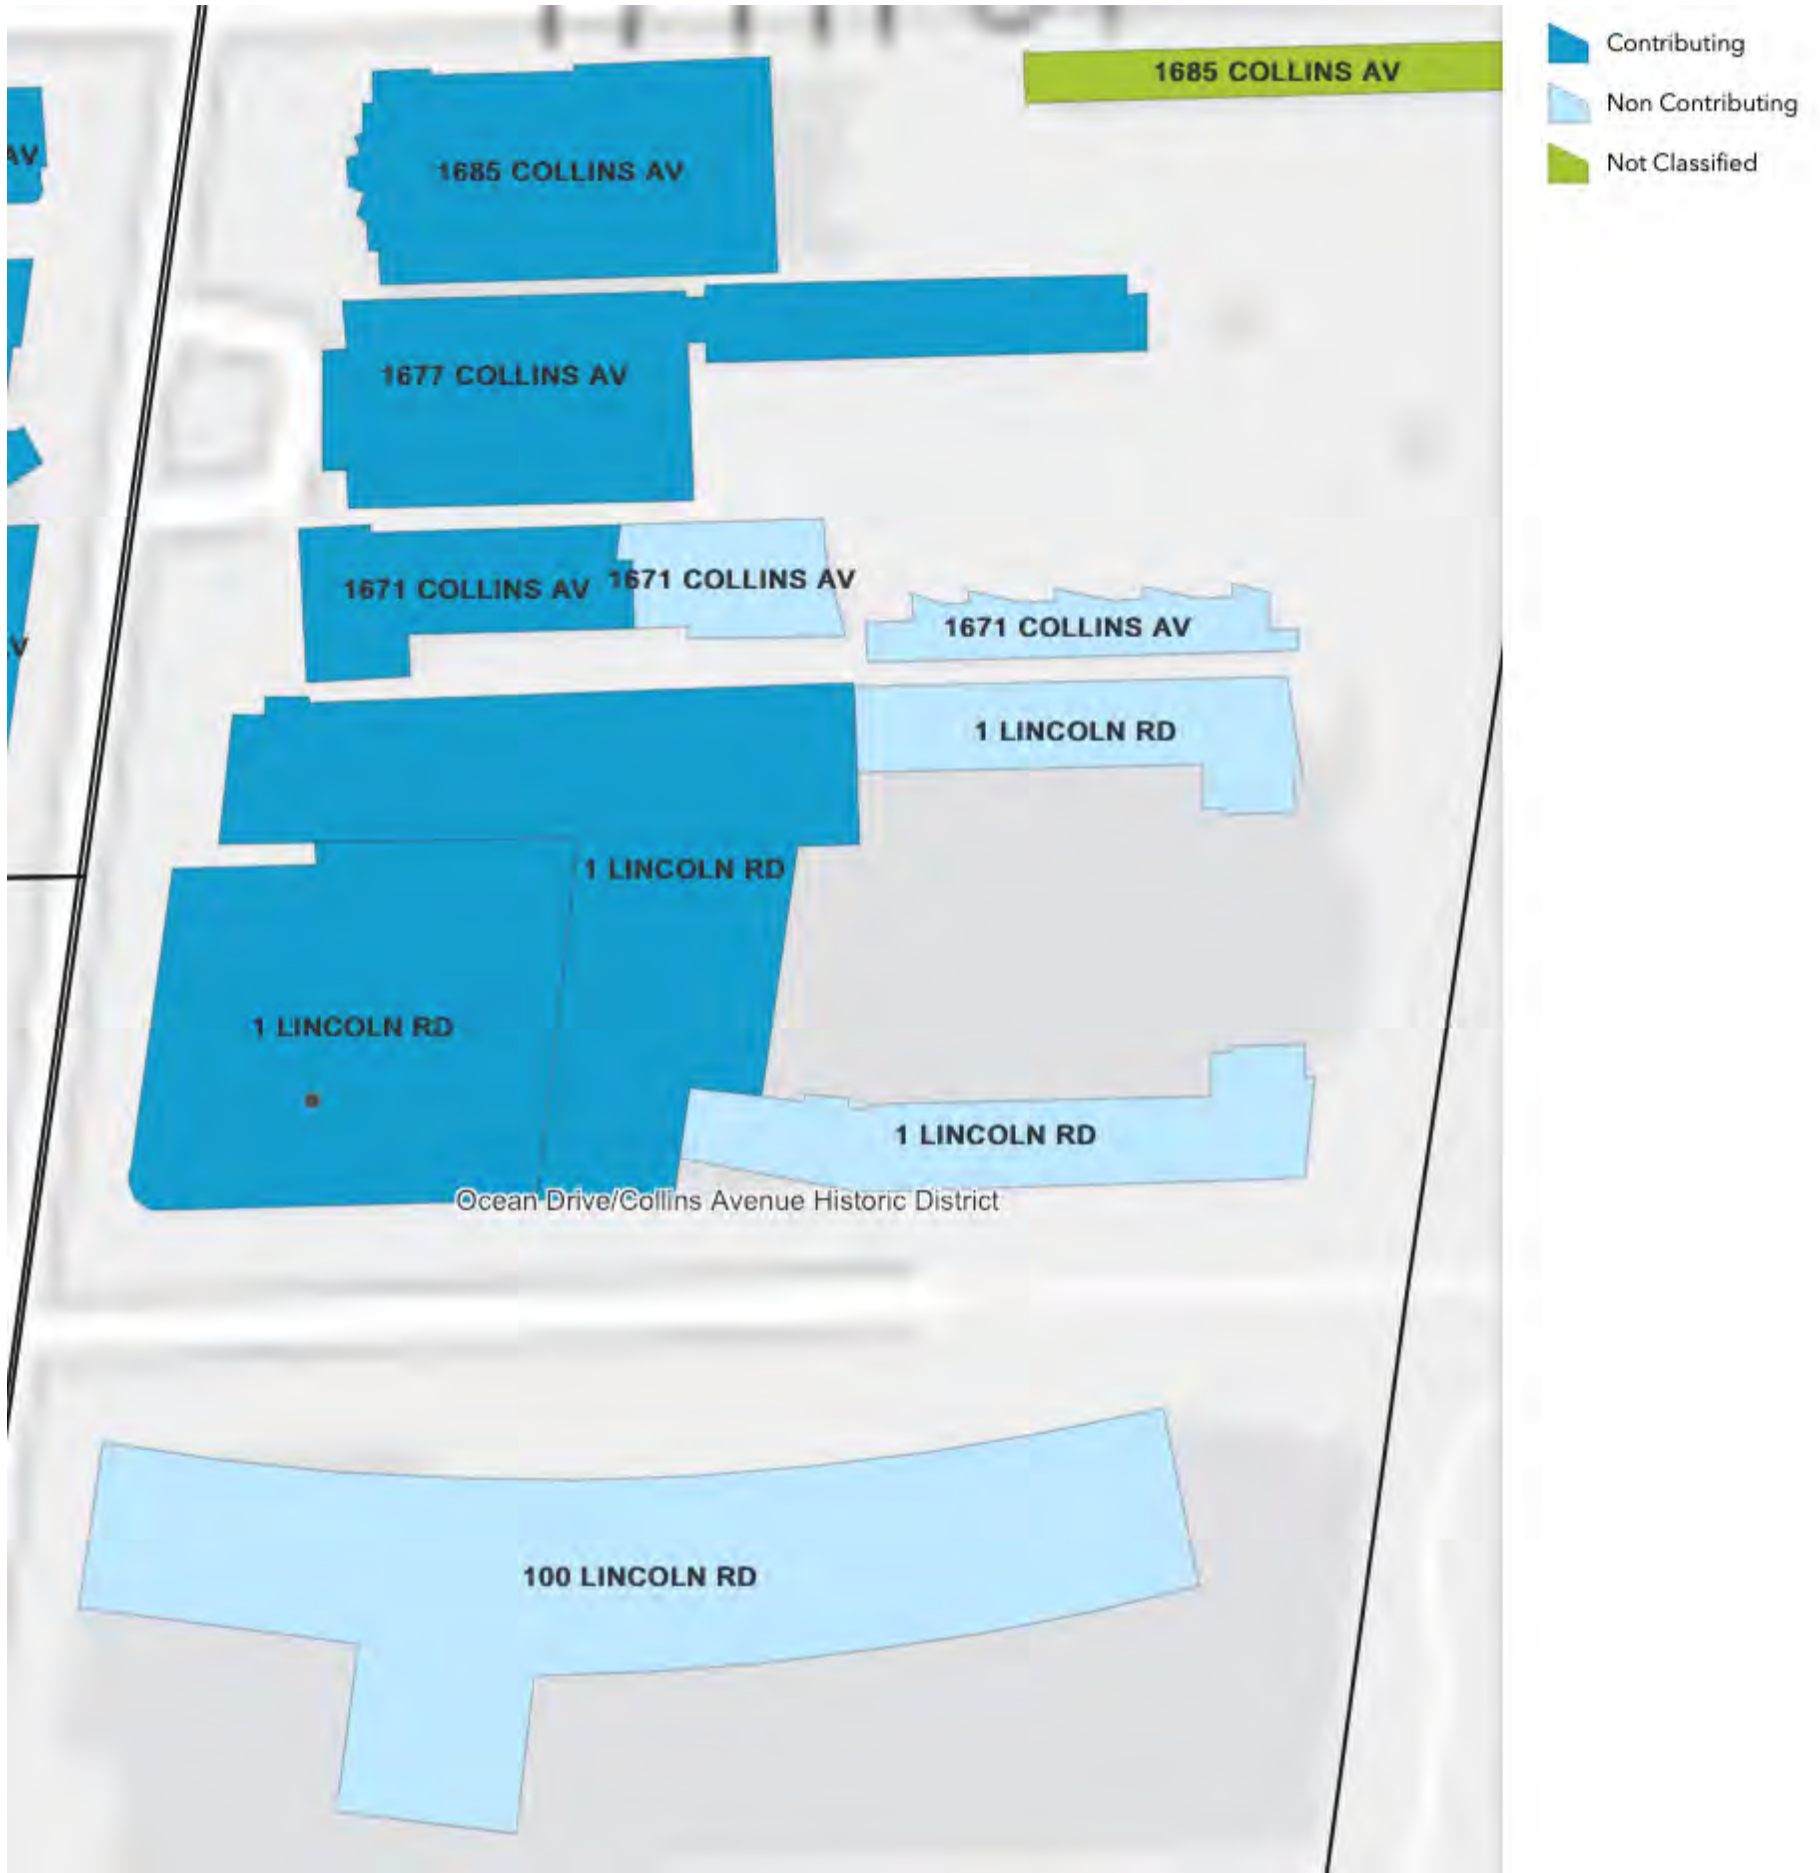 1685 COLLINS AV
Contributing
Non Contributing
Not Classified
AV
1685 COLLINS AV
1677 COLLINS AV
1671 COLLINS AV
1671 COLLINS AV
1671 COLLINS AV
V
1 LINCOLN RD
1 LINCOLN RD
1 LINCOLN RD
1 LINCOLN RD
Ocean Drive/Collins Avenue Historic District
100 LINCOLN RD